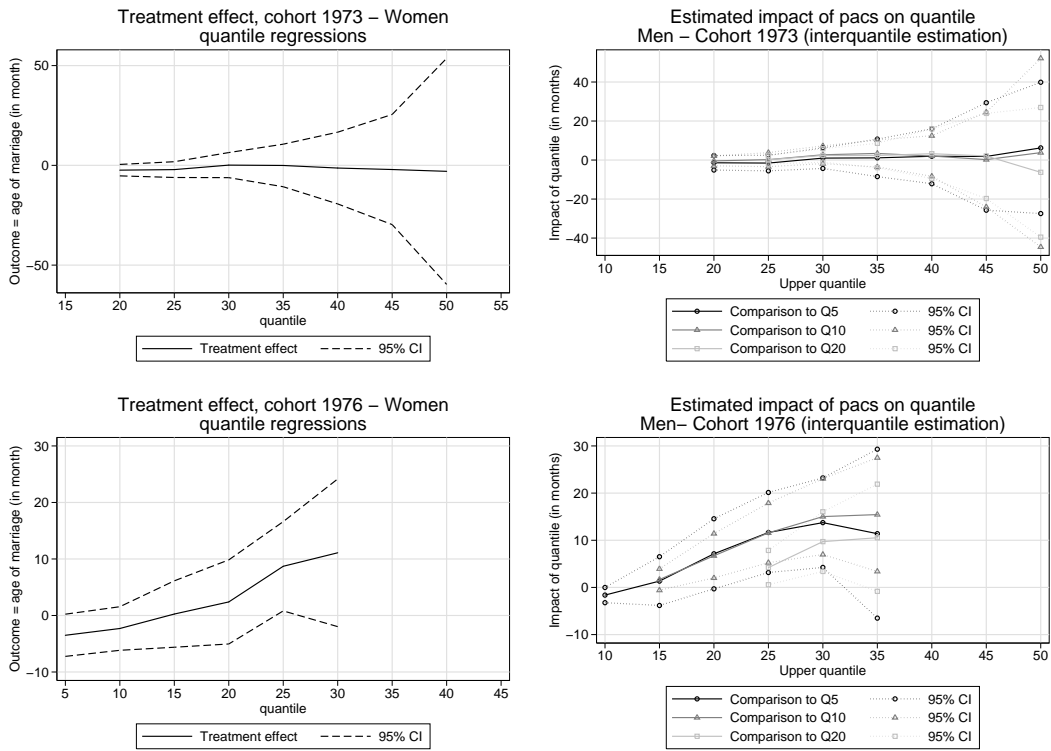 Treatment effect, cohort 1973 – Women
quantile regressions
Outcome = age of marriage (in month)
50
0
−50
15 20 25 30 35 40 45 50 55
quantile
Treatment effect 95% CI
Estimated impact of pacs on quantile
Men – Cohort 1973 (interquantile estimation)
Impact of quantile (in months)
40
20
0
−20
−40
10 15 20 25 30 35 40 45 50
Upper quantile
Comparison to Q5 95% CI
Comparison to Q10 95% CI
Comparison to Q20 95% CI
Treatment effect, cohort 1976 – Women
quantile regressions
Outcome = age of marriage (in month)
30
20
10
0
−10
5 10 15 20 25 30 35 40 45
quantile
Treatment effect 95% CI
Estimated impact of pacs on quantile
Men– Cohort 1976 (interquantile estimation)
Impact of quantile (in months)
30
20
10
0
−10
10 15 20 25 30 35 40 45 50
Upper quantile
Comparison to Q5 95% CI
Comparison to Q10 95% CI
Comparison to Q20 95% CI